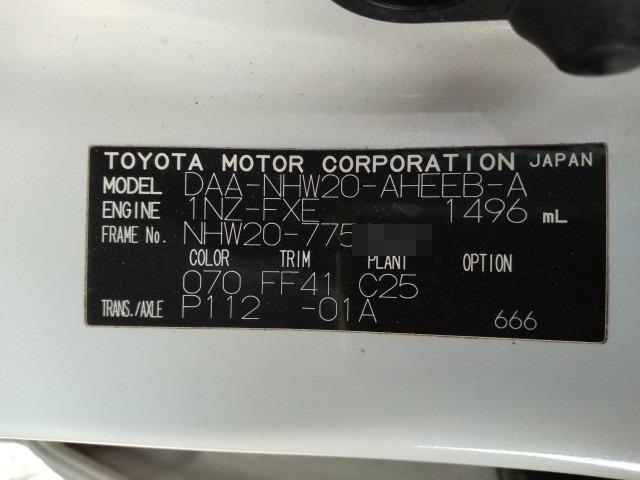 TOYOTA MOTOR CORPORATION JAPAN
MODEL DAA-NHW20-AHEEB-A
ENGINE 1NZ-FXE 1496 mL
FRAME No. NHW20-775
COLOR TRIM PLANT OPTION
070 FF41 C25
TRANS./AXLE P112 -01A 666